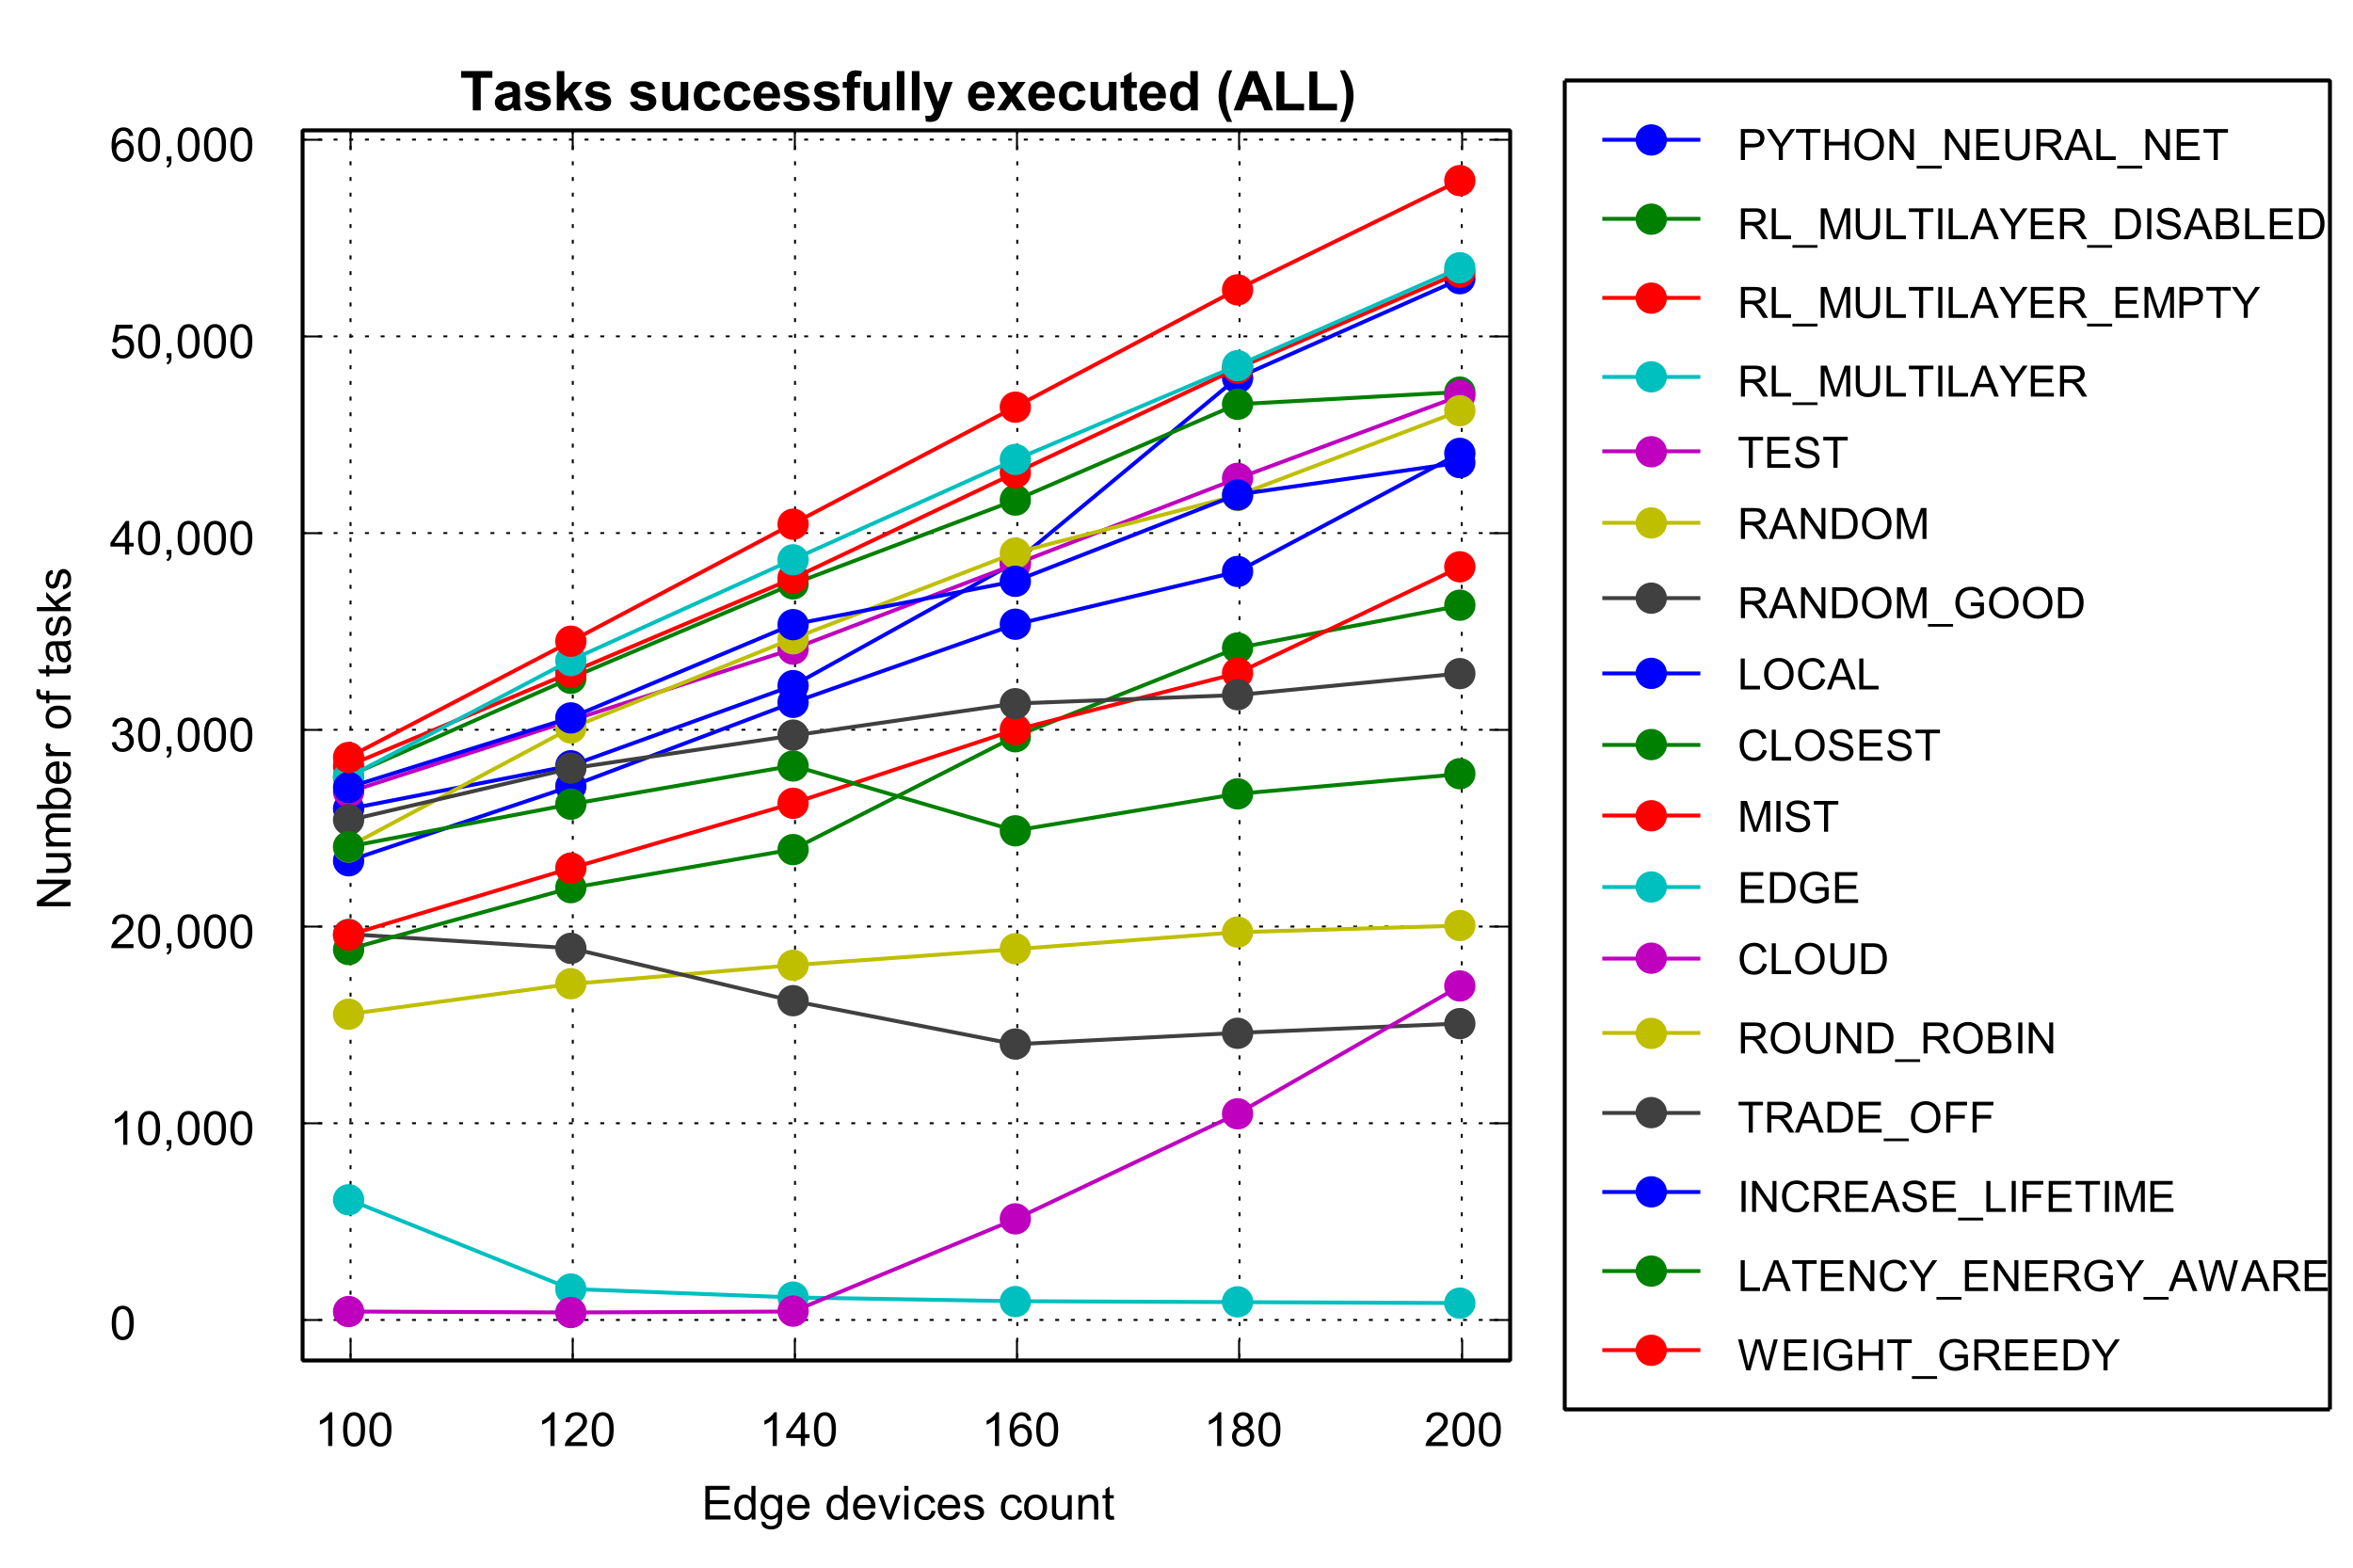 Tasks successfully executed (ALL)
60,000
50,000
40,000
30,000
20,000
10,000
0
Number of tasks
100 120 140 160 180 200
Edge devices count
PYTHON_NEURAL_NET
RL_MULTILAYER_DISABLED
RL_MULTILAYER_EMPTY
RL_MULTILAYER
TEST
RANDOM
RANDOM_GOOD
LOCAL
CLOSEST
MIST
EDGE
CLOUD
ROUND_ROBIN
TRADE_OFF
INCREASE_LIFETIME
LATENCY_ENERGY_AWARE
WEIGHT_GREEDY